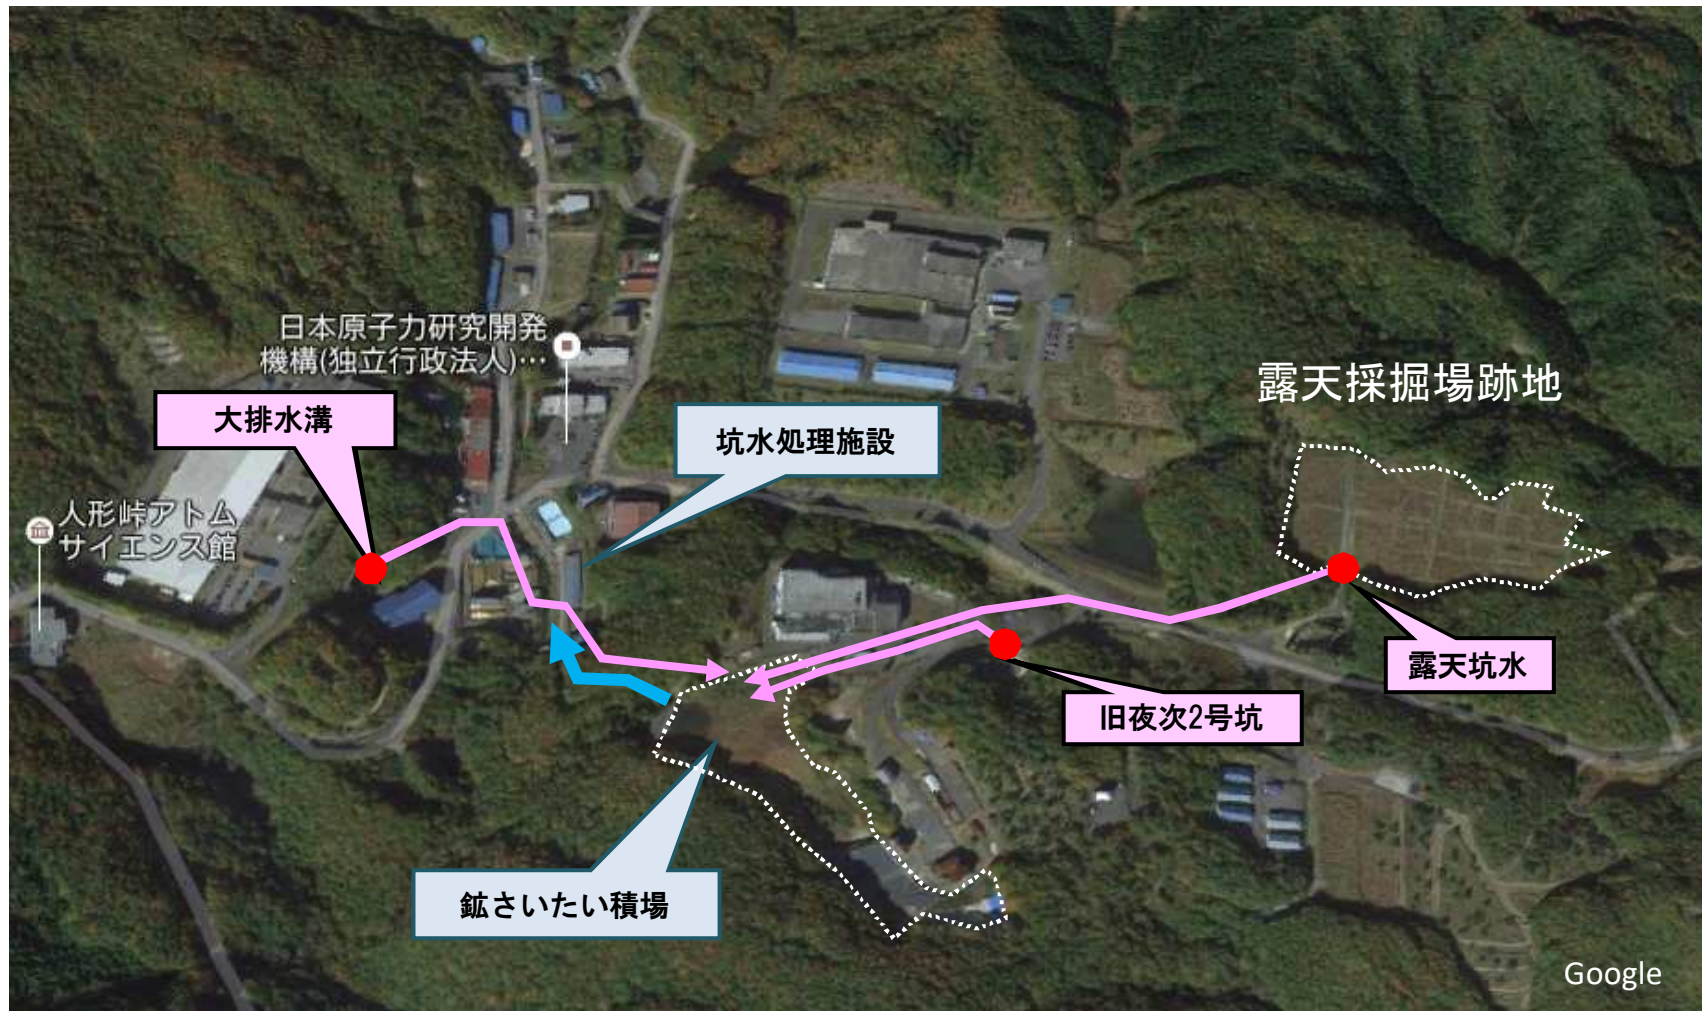 日本原子力研究開発
機構(独立行政法人)…
露天採掘場跡地
大排水溝
坑水処理施設
人形峠アトム
サイエンス館
露天坑水
旧夜次2号坑
鉱さいたい積場
Google